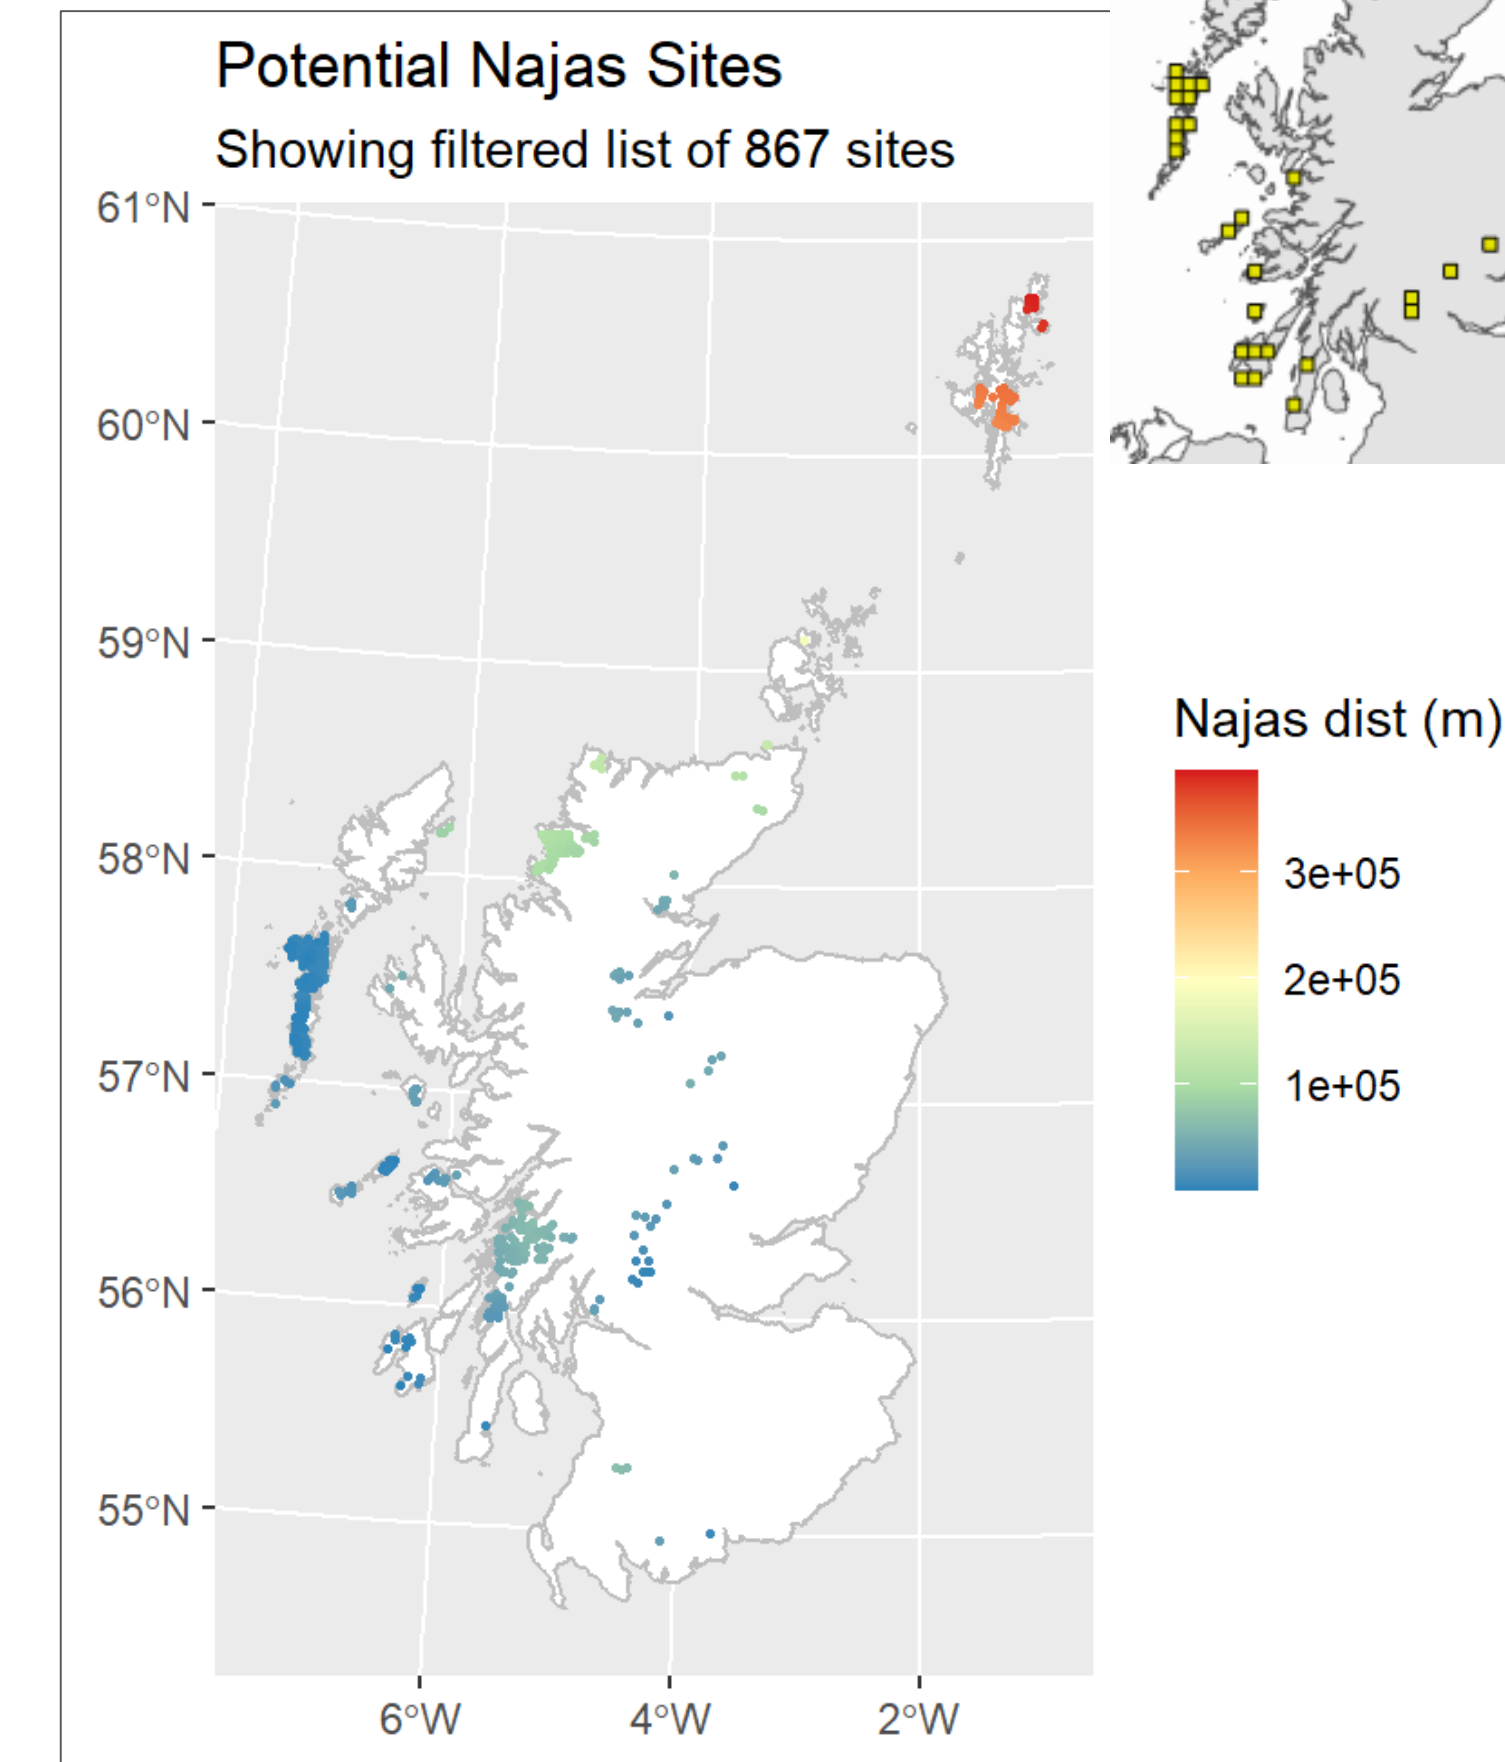 Potential Najas Sites
Showing filtered list of 867 sites
61°N
60°N
59°N
58°N
57°N
56°N
55°N
6°W
4°W
2°W
Najas dist (m)
3e+05
2e+05
1e+05